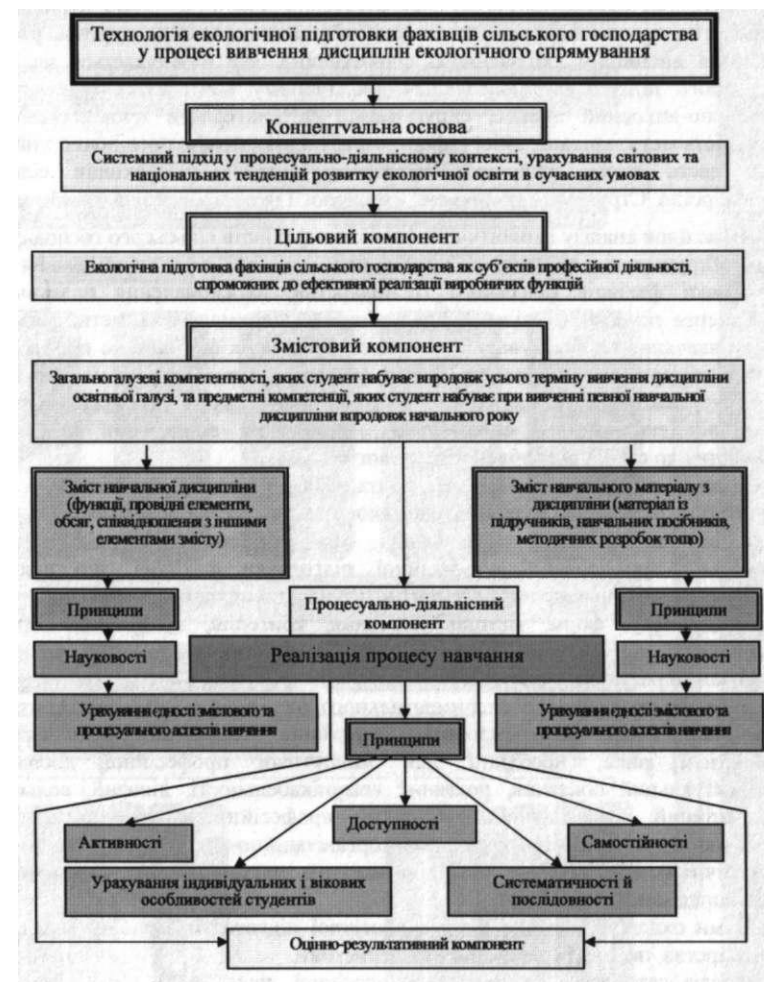 Технологія екологічної підготовки фахівців сільського господарства
у процесі вивчення дисциплін екологічного спрямування
Концептуальна основа
Системний підхід у процесуально-діяльнісному контексті, урахування світових та
національних тенденцій розвитку екологічної освіти в сучасних умовах
Цільовий компонент
Екологічна підготовка фахівців сільського господарства як суб’єктів професійної діяльності,
спроможних до ефективної реалізації виробничих функцій
Змістовий компонент
Загальногалузеві компетентності, яких студент набуває впродовж усього терміну вивчення дисципліни
освітньої галузі, та предметні компетенції, яких студент набуває при вивченні певної навчальної
дисципліни впродовж начального року
Зміст навчальної дисципліни
(функції, провідні елементи,
обсяг, співвідношення з іншими
елементами змісту)
Зміст навчального матеріалу з
дисципліни (матеріал із
підручників, навчальних посібників,
методичних розробок тощо)
Принципи
Процесуально-діяльнісний
компонент
Принципи
Науковості
Реалізація процесу навчання
Науковості
Урахування єдності змістового та
процесуального аспектів навчання
Урахування єдності змістового та
процесуального аспектів навчання
Принципи
Активності
Доступності
Самостійності
Урахування індивідуальних і вікових
особливостей студентів
Систематичності й
послідовності
Оцінно-результативний компонент